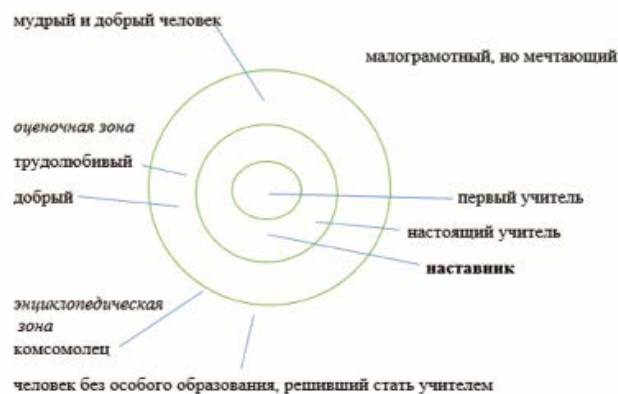 мудрый и добрый человек
малограмотный, но мечтающий
оценочная зона
трудолюбивый
добрый
первый учитель
настоящий учитель
наставник
энциклопедическая
зона
комсомолец
человек без особого образования, решивший стать учителем